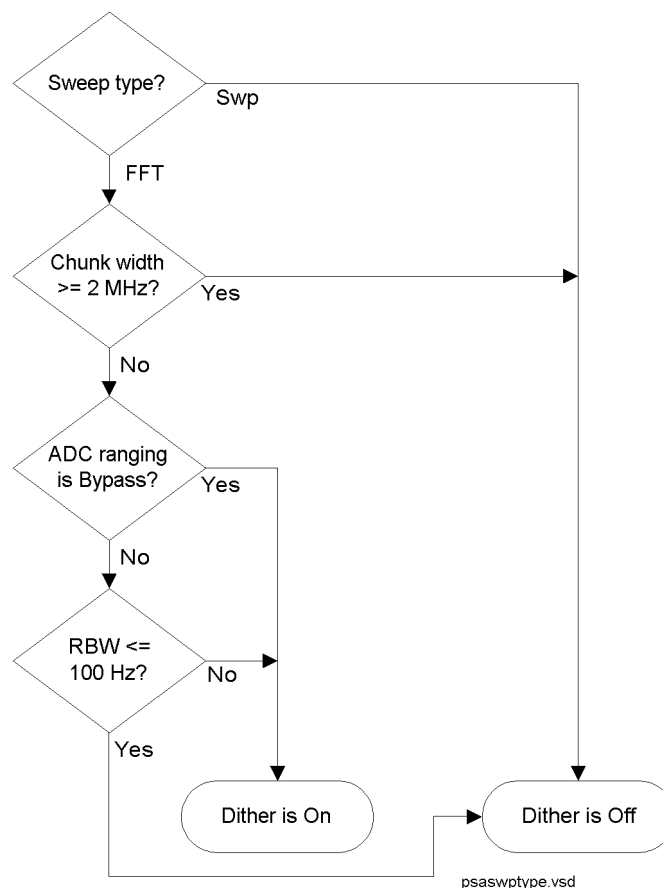 Sweep type?
Swp
FFT
Chunk width
>= 2 MHz?
Yes
No
ADC ranging
is Bypass?
Yes
No
RBW <=
100 Hz?
No
Yes
Dither is On
Dither is Off
psaswptype.vsd